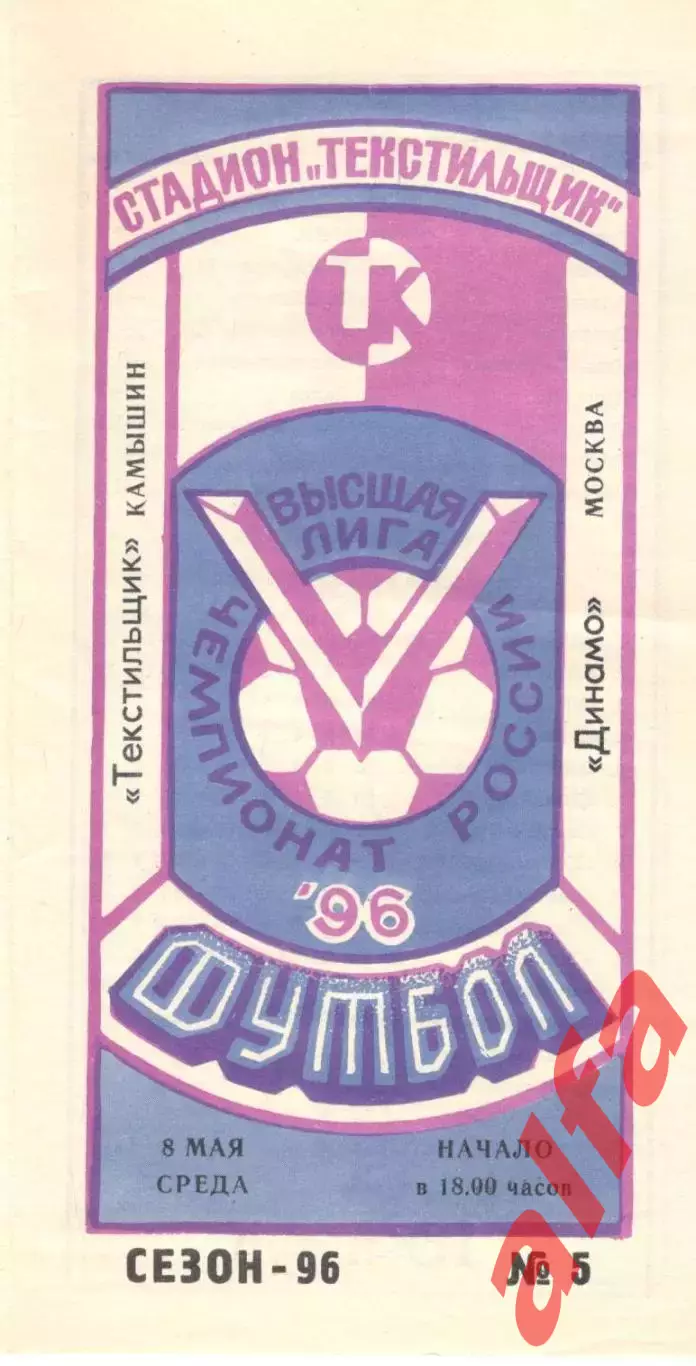 СТАДИОН „ТЕКСТИЛЬЩИК“
ТК
«Текстильщик» КАМЫШИН
«Динамо» МОСКВА
ВЫСШАЯ
ЛИГА
ЧЕМПИОНАТ РОССИИ
'96
ФУТБОЛ
8 МАЯ
СРЕДА
НАЧАЛО
в 18.00 часов
СЕЗОН-96
№ 5
alfa